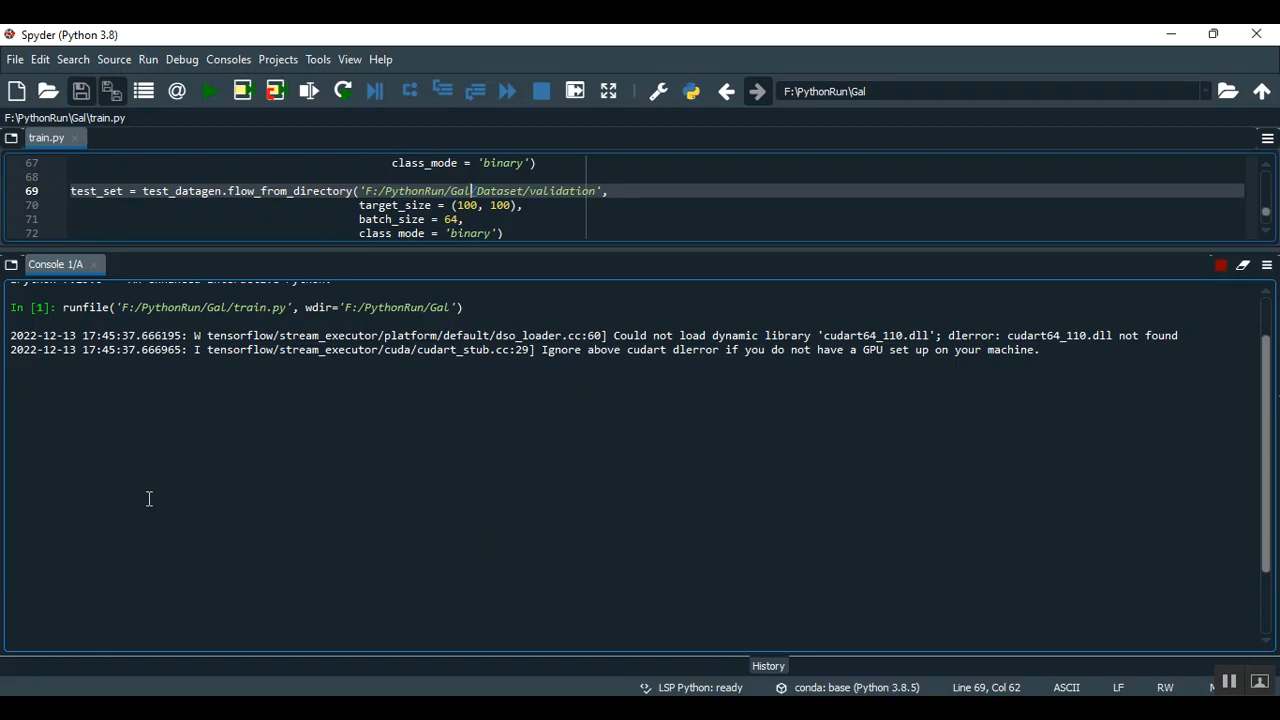 Spyder (Python 3.8)
File Edit Search Source Run Debug Consoles Projects Tools View Help
F:\PythonRun\Gal
F:\PythonRun\Gal\train.py
train.py
67 class_mode = 'binary')
68
69 test_set = test_datagen.flow_from_directory('F:/PythonRun/Gal/Dataset/validation',
70 target_size = (100, 100),
71 batch_size = 64,
72 class_mode = 'binary')
Console 1/A
In [1]: runfile('F:/PythonRun/Gal/train.py', wdir='F:/PythonRun/Gal')
2022-12-13 17:45:37.666195: W tensorflow/stream_executor/platform/default/dso_loader.cc:60] Could not load dynamic library 'cudart64_110.dll'; dlerror: cudart64_110.dll not found
2022-12-13 17:45:37.666965: I tensorflow/stream_executor/cuda/cudart_stub.cc:29] Ignore above cudart dlerror if you do not have a GPU set up on your machine.
History
LSP Python: ready conda: base (Python 3.8.5) Line 69, Col 62 ASCII LF RW